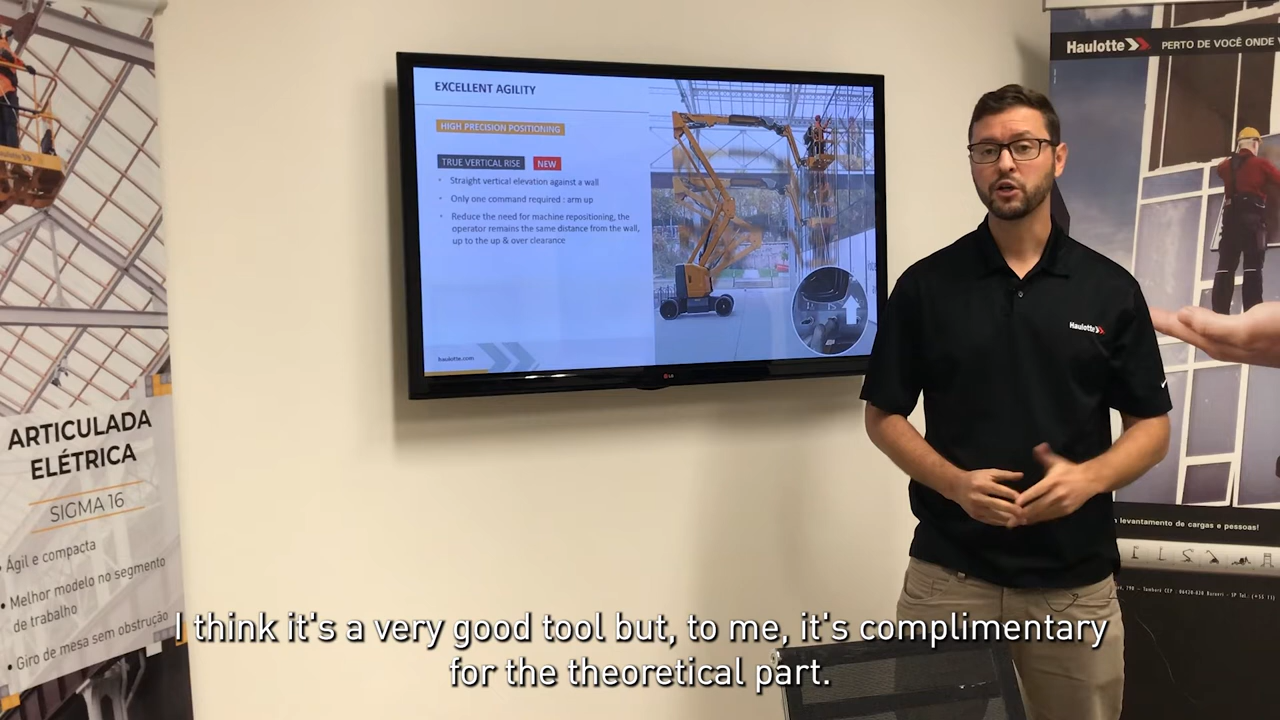 ARTICULADA
ELÉTRICA
SIGMA 16
• Ágil e compacta
• Melhor modelo no segmento
de trabalho
• Giro de mesa sem obstrução
EXCELLENT AGILITY
HIGH PRECISION POSITIONING
TRUE VERTICAL RISE NEW
• Straight vertical elevation against a wall
• Only one command required : arm up
• Reduce the need for machine repositioning, the
operator remains the same distance from the wall,
up to the up & over clearance
haulotte.com
LG
Haulotte
Haulotte PERTO DE VOCÊ ONDE V
levantamento de cargas e pessoas!
I think it's a very good tool but, to me, it's complimentary
for the theoretical part.